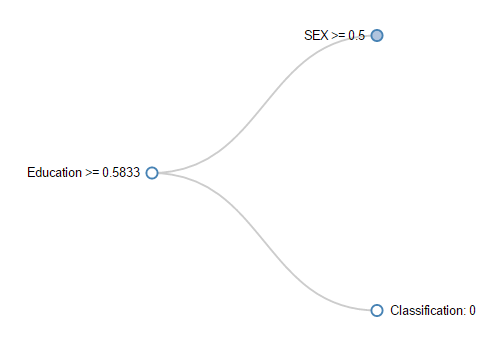 SEX >= 0.5
Education >= 0.5833
Classification: 0